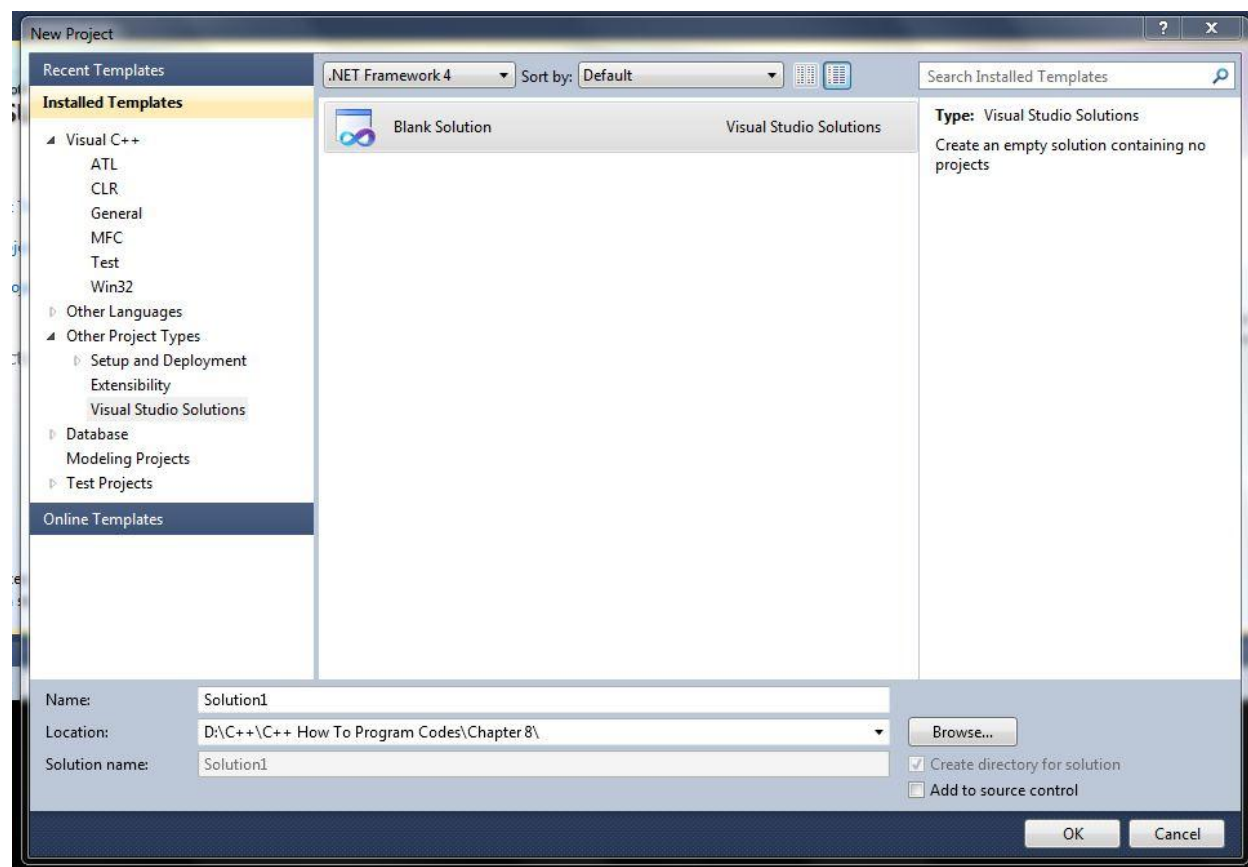 New Project
?
X
Recent Templates
Installed Templates
Visual C++
ATL
CLR
General
MFC
Test
Win32
Other Languages
Other Project Types
Setup and Deployment
Extensibility
Visual Studio Solutions
Database
Modeling Projects
Test Projects
Online Templates
.NET Framework 4
Sort by: Default
Blank Solution Visual Studio Solutions
Search Installed Templates
Type: Visual Studio Solutions
Create an empty solution containing no
projects
Name: Solution1
Location: D:\C++\C++ How To Program Codes\Chapter 8\
Browse...
Solution name: Solution1
Create directory for solution
Add to source control
OK Cancel